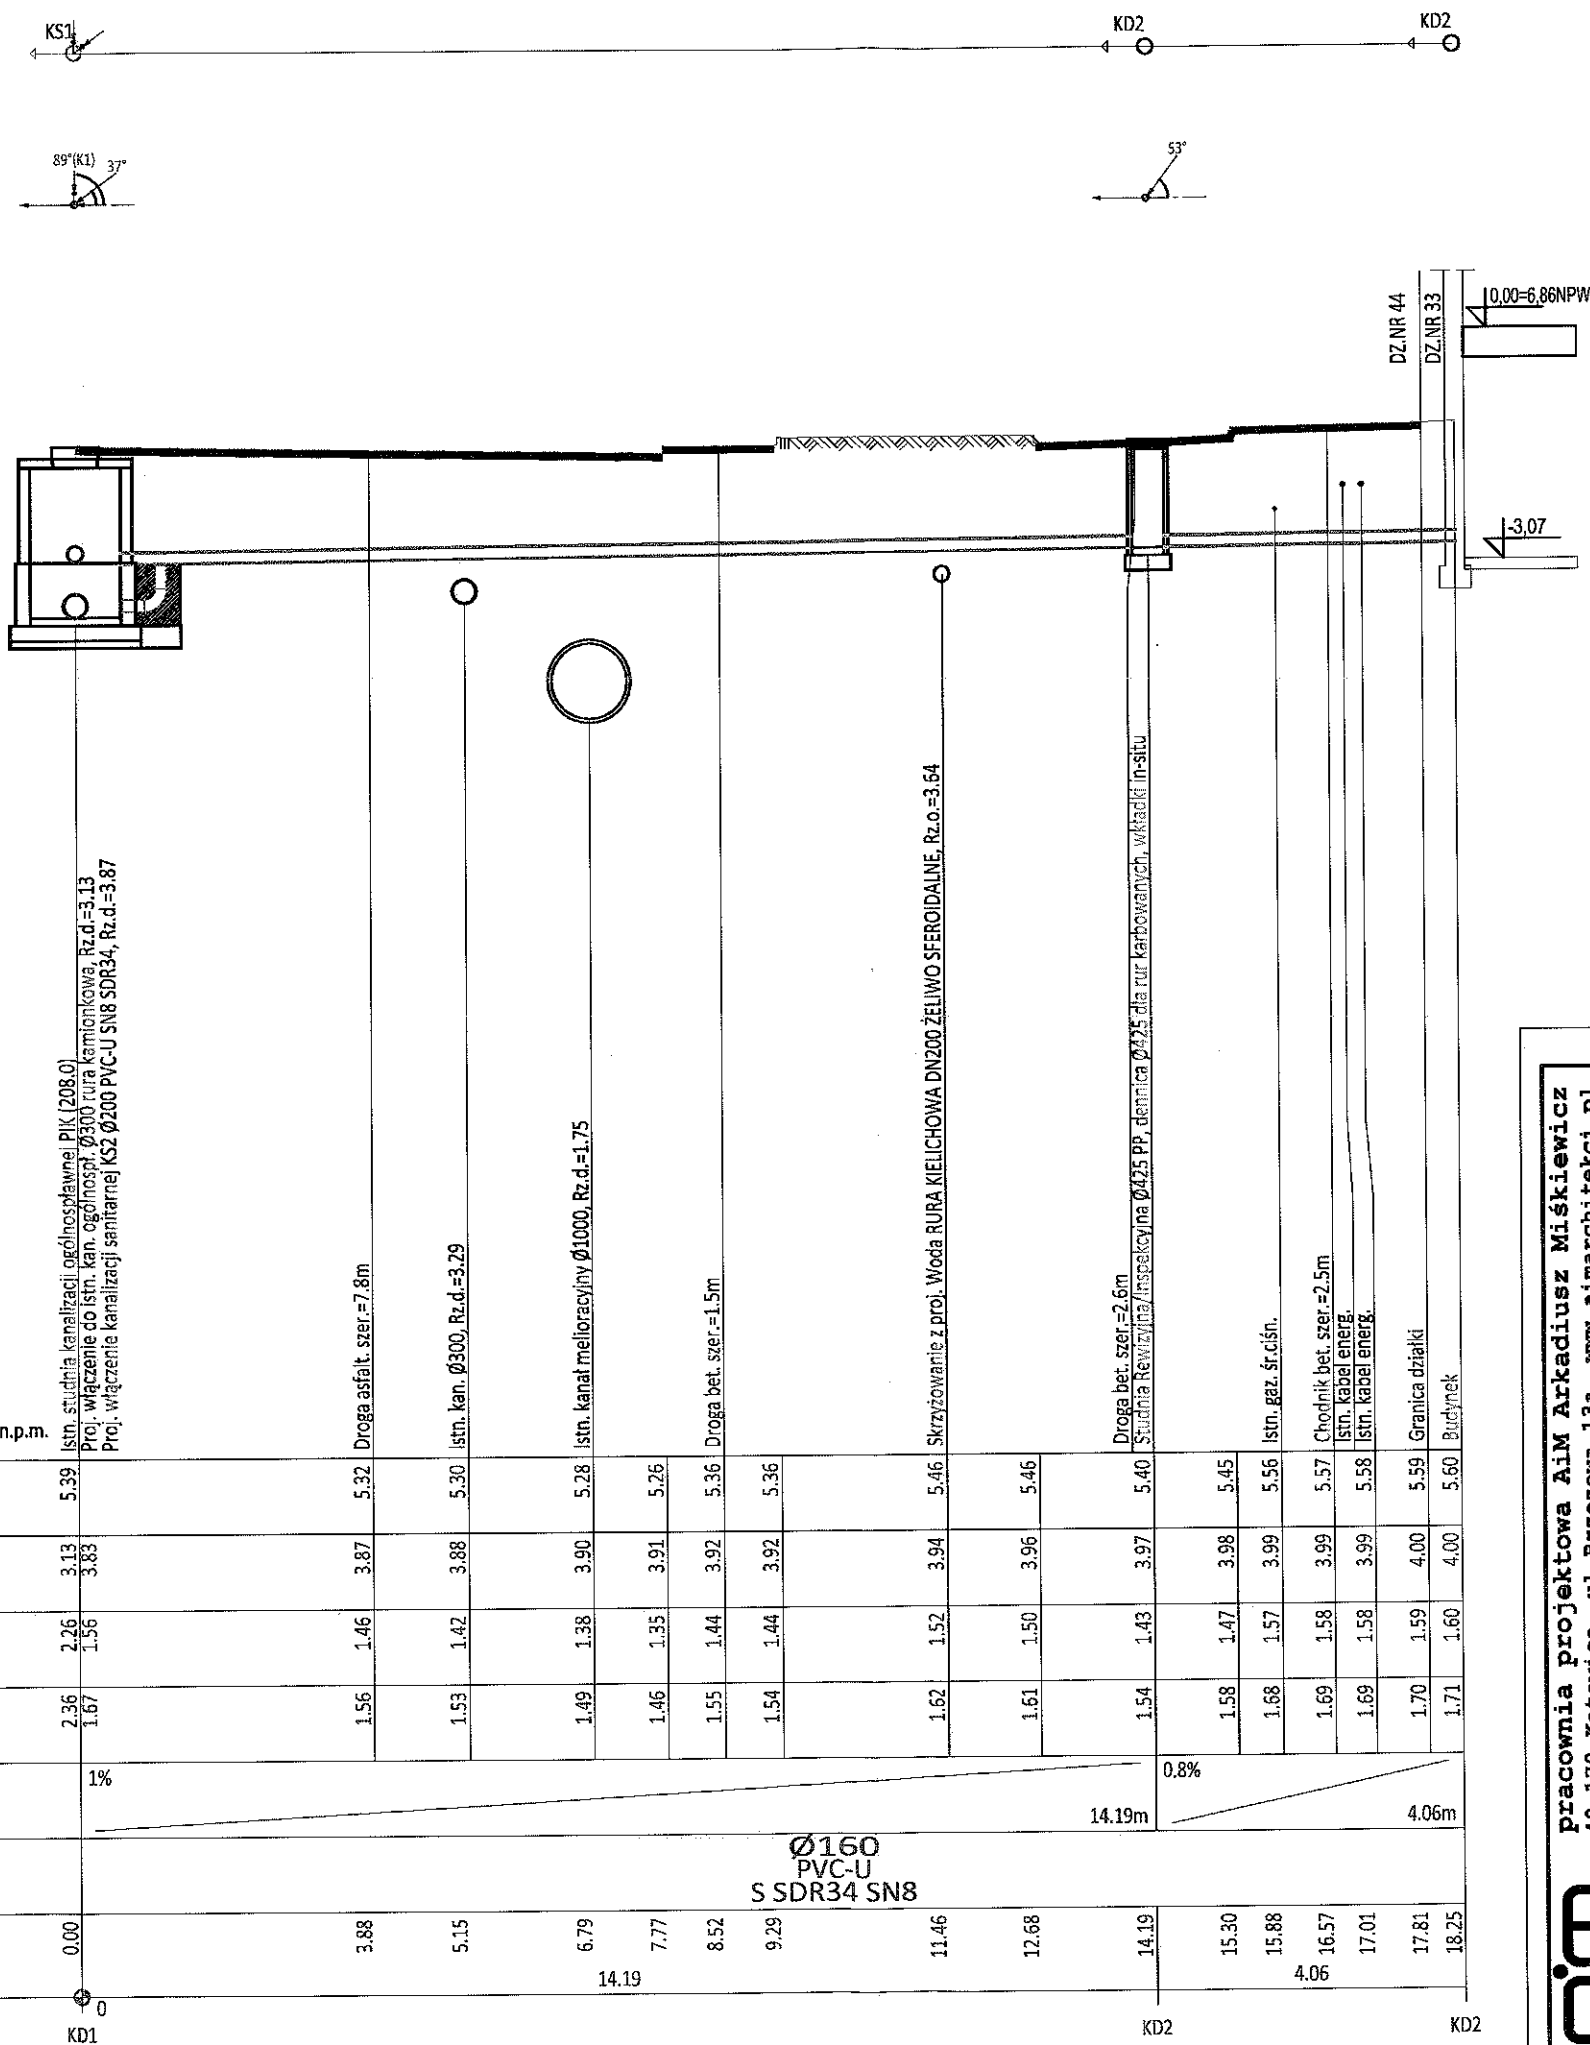 KS1
KD2
KD2
89°(K1)
37°
53°
DZ.NR 44
DZ.NR 33
0,00=6,86NPW
-3,07
n.p.m.
Istn. studnia kanalizacji ogólnospławnej PIK (208.0)
Proj. włączenie do istn. kan. ogólnospł. Ø300 rura kamionkowa, Rz.d.=3.13
Proj. włączenie kanalizacji sanitarnej KS2 Ø200 PVC-U SN8 SDR34, Rz.d.=3.87
Droga asfalt. szer.=7.8m
Istn. kan. Ø300, Rz.d.=3.29
Istn. kanał melioracyjny Ø1000, Rz.d.=1.75
Droga bet. szer.=1.5m
Skrzyżowanie z proj. Woda RURA KIELICHOWA DN200 ŻELIWO SFEROIDALNE, Rz.o.=3.64
Droga bet. szer.=2.6m
Studnia Rewizyjna/Inspekcyjna Ø425 PP, dennica Ø425 dla rur karbowanych, wkładki in-situ
Istn. gaz. śr.ciśn.
Chodnik bet. szer.=2.5m
Istn. kabel energ.
Istn. kabel energ.
Granica działki
Budynek
5.39 5.32 5.30 5.28 5.26 5.36 5.36 5.46 5.46 5.40 5.45 5.56 5.57 5.58 5.59 5.60
3.13 3.83 3.87 3.88 3.90 3.91 3.92 3.92 3.94 3.96 3.97 3.98 3.99 3.99 3.99 4.00 4.00
2.26 1.56 1.46 1.42 1.38 1.35 1.44 1.44 1.52 1.50 1.43 1.47 1.57 1.58 1.58 1.59 1.60
2.36 1.67 1.56 1.53 1.49 1.46 1.55 1.54 1.62 1.61 1.54 1.58 1.68 1.69 1.69 1.70 1.71
1%
14.19m
0.8%
4.06m
Ø160
PVC-U
S SDR34 SN8
0.00 3.88 5.15 6.79 7.77 8.52 9.29 11.46 12.68 14.19 15.30 15.88 16.57 17.01 17.81 18.25
14.19
4.06
0
KD1
KD2
KD2
pracownia projektowa AiM Arkadiusz Miśkiewicz